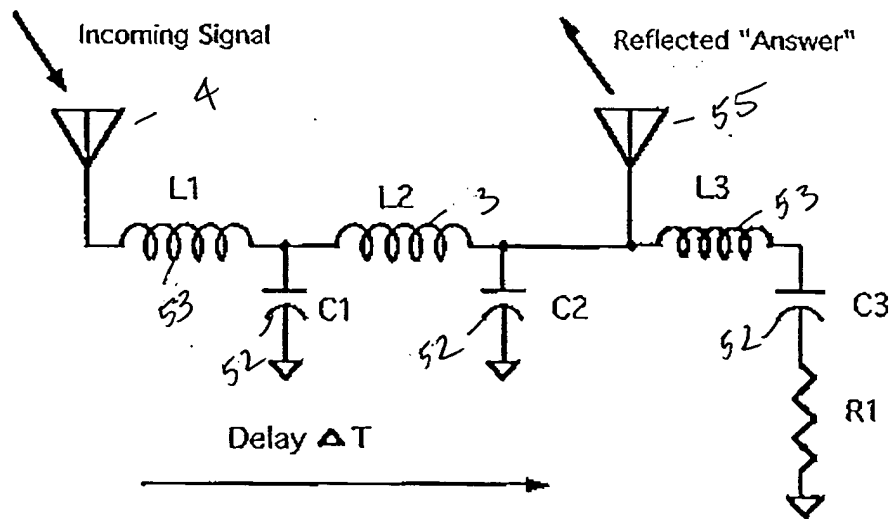 Incoming Signal
Reflected "Answer"
4
55
L1
L2
3
L3
53
53
C1
52
C2
52
C3
52
R1
Delay ΔT